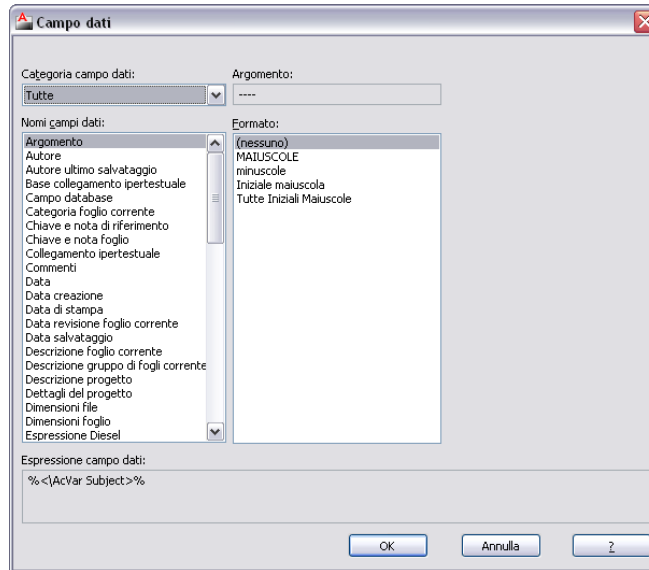 Campo dati
Categoria campo dati:
Argomento:
Tutte
----
Nomi campi dati:
Formato:
Argomento
Autore
Autore ultimo salvataggio
Base collegamento ipertestuale
Campo database
Categoria foglio corrente
Chiave e nota di riferimento
Chiave e nota foglio
Collegamento ipertestuale
Commenti
Data
Data creazione
Data di stampa
Data revisione foglio corrente
Data salvataggio
Descrizione foglio corrente
Descrizione gruppo di fogli corrente
Descrizione progetto
Dettagli del progetto
Dimensioni file
Dimensioni foglio
Espressione Diesel
(nessuno)
MAIUSCOLE
minuscole
Iniziale maiuscola
Tutte Iniziali Maiuscole
Espressione campo dati:
%<\AcVar Subject>%
OK
Annulla
?